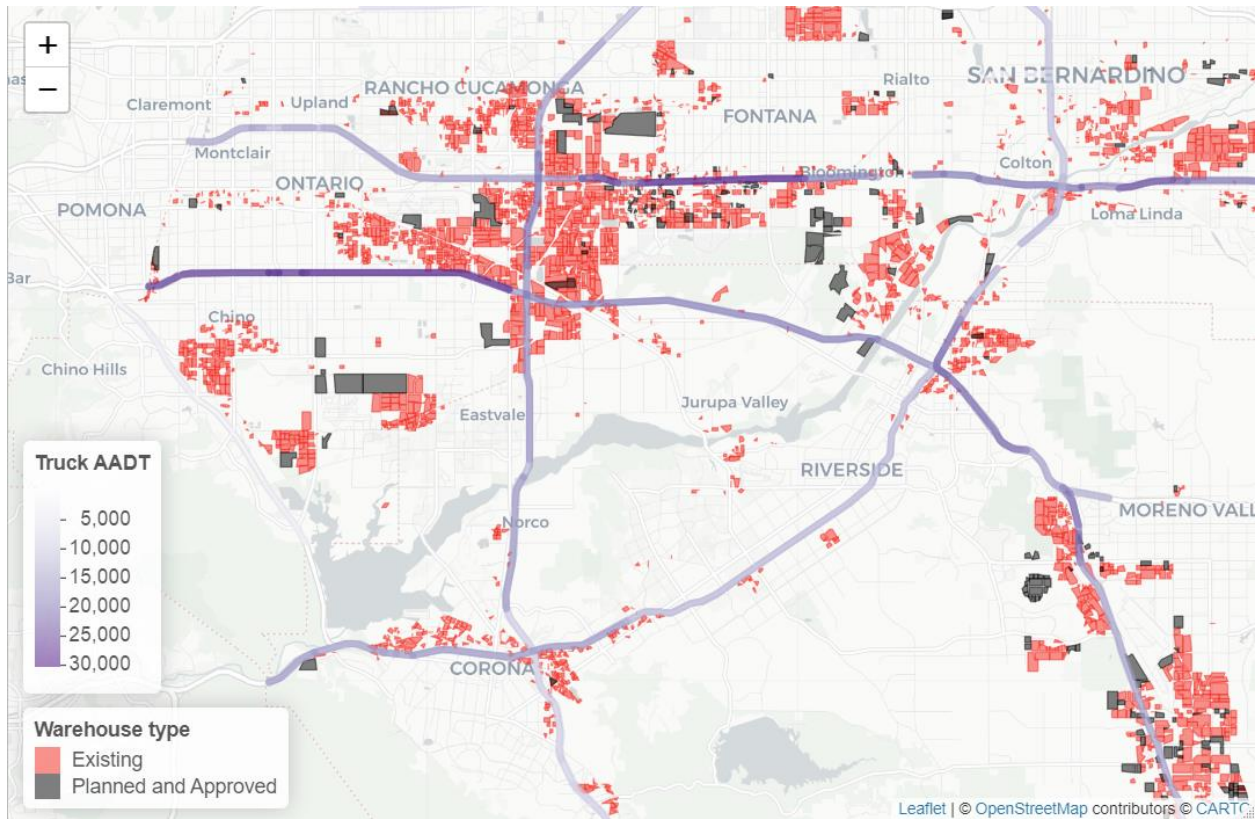 +
−
SAN BERNARDINO
Rialto
RANCHO CUCAMONGA
Claremont
Upland
FONTANA
Montclair
Colton
Bloomington
ONTARIO
POMONA
Loma Linda
Bar
Chino
Chino Hills
Jurupa Valley
Eastvale
RIVERSIDE
MORENO VALL
Norco
CORONA
Truck AADT
5,000
10,000
15,000
20,000
25,000
30,000
Warehouse type
Existing
Planned and Approved
Leaflet | © OpenStreetMap contributors © CARTO